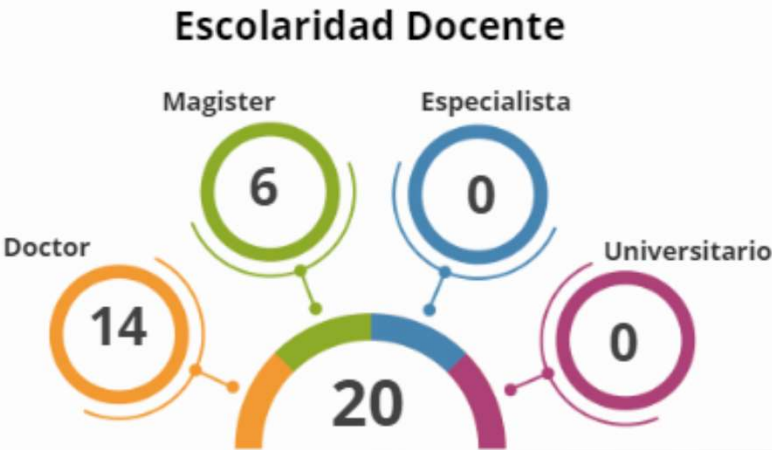 Escolaridad Docente
Magister
Especialista
6
0
Doctor
Universitario
14
0
20